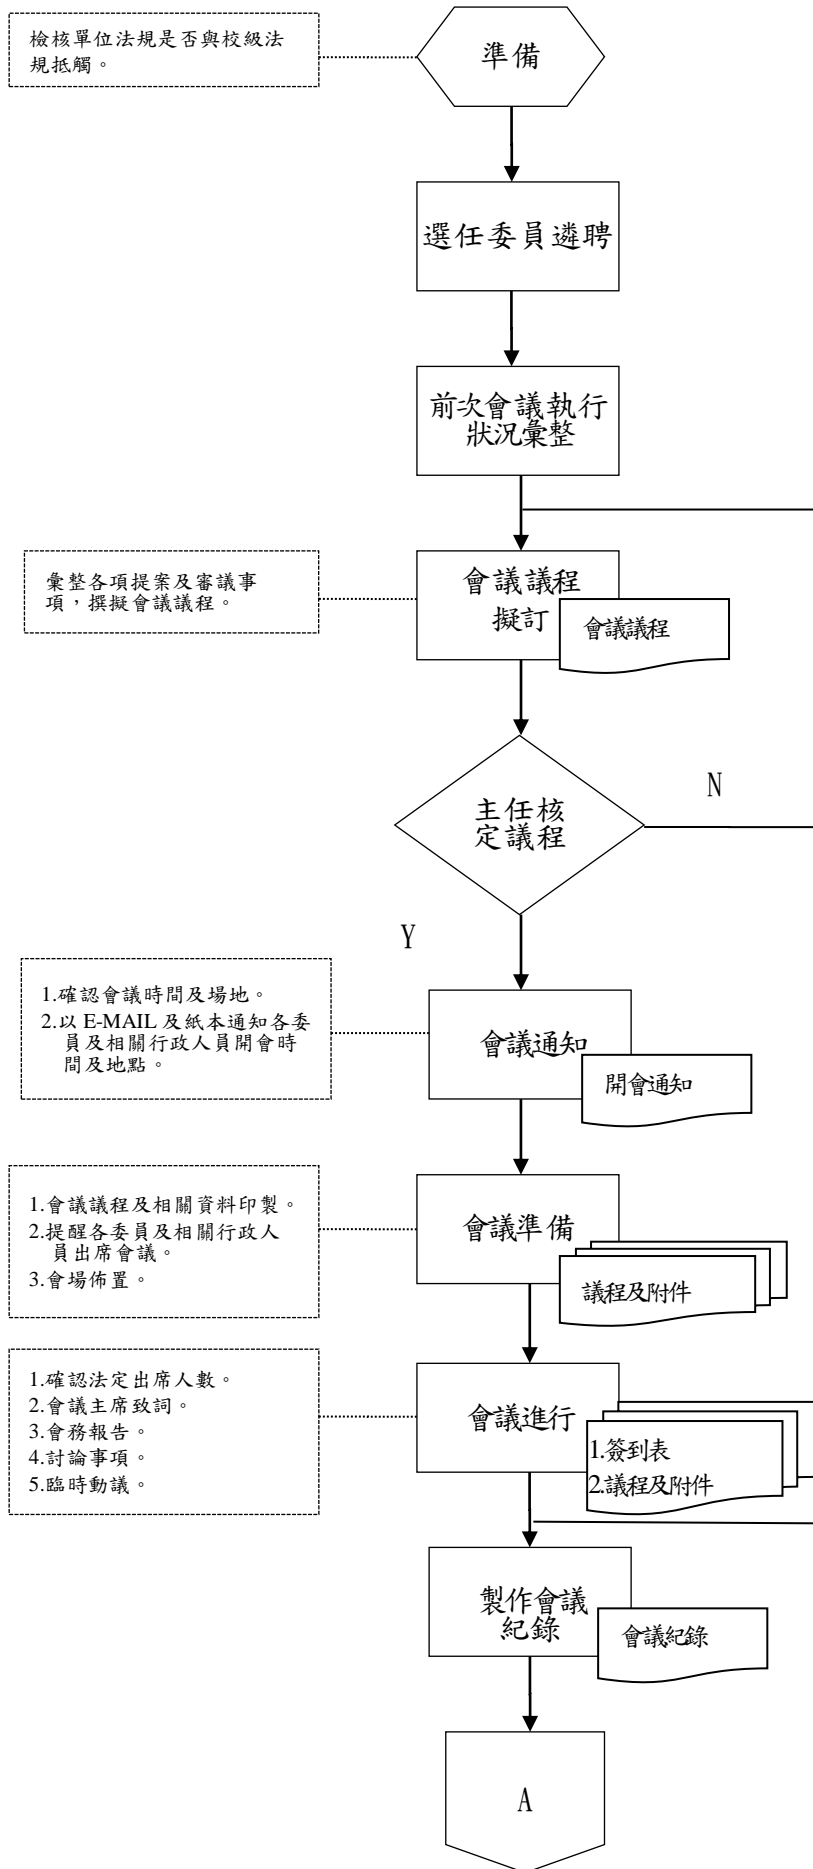 檢核單位法規是否與校級法
規抵觸。
準備
選任委員遴聘
前次會議執行
狀況彙整
彙整各項提案及審議事
項，撰擬會議議程。
會議議程
擬訂
會議議程
主任核
定議程
N
Y
1.確認會議時間及場地。
2.以 E-MAIL 及紙本通知各委
員及相關行政人員開會時
間及地點。
會議通知
開會通知
1.會議議程及相關資料印製。
2.提醒各委員及相關行政人
員出席會議。
3.會場佈置。
會議準備
議程及附件
1.確認法定出席人數。
2.會議主席致詞。
3.會務報告。
4.討論事項。
5.臨時動議。
會議進行
1.簽到表
2.議程及附件
製作會議
紀錄
會議紀錄
A